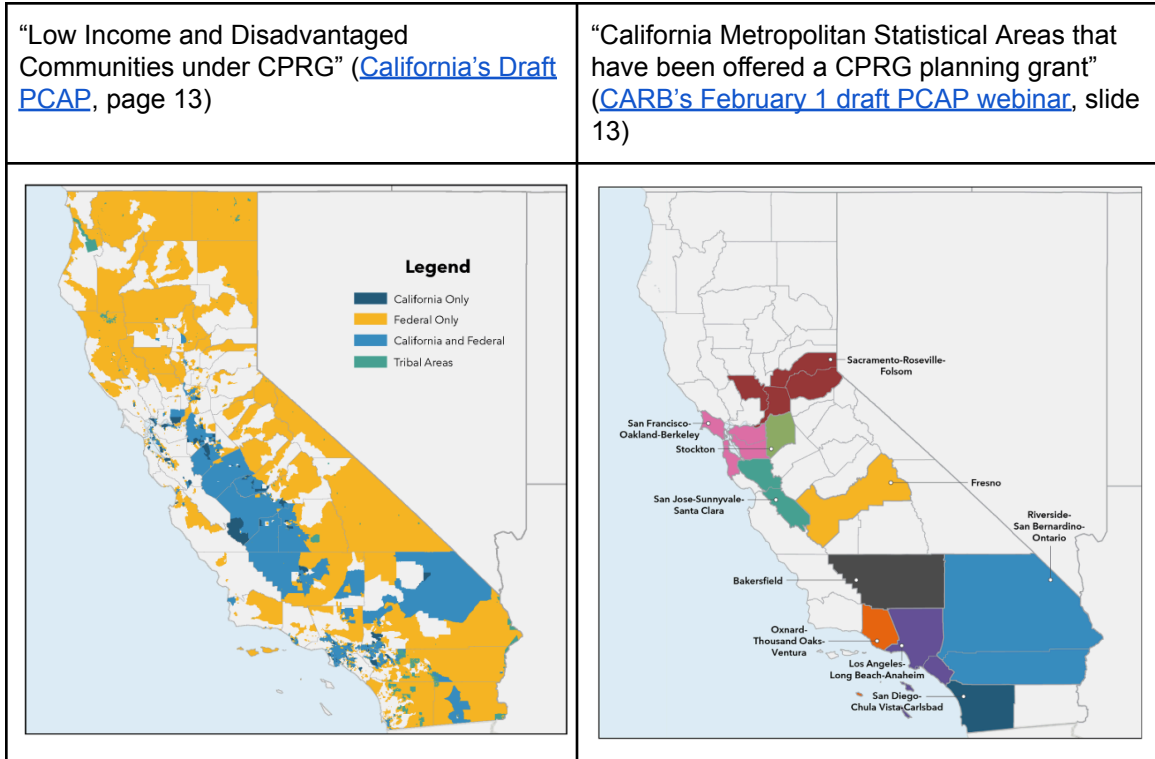 “Low Income and Disadvantaged
Communities under CPRG” (California’s Draft
PCAP, page 13)
“California Metropolitan Statistical Areas that
have been offered a CPRG planning grant”
(CARB’s February 1 draft PCAP webinar, slide
13)
Legend
California Only
Federal Only
California and Federal
Tribal Areas
Sacramento-Roseville-
Folsom
San Francisco-
Oakland-Berkeley
Stockton
San Jose-Sunnyvale-
Santa Clara
Fresno
Riverside-
San Bernardino-
Ontario
Bakersfield
Oxnard-
Thousand Oaks-
Ventura
Los Angeles-
Long Beach-Anaheim
San Diego-
Chula Vista-Carlsbad